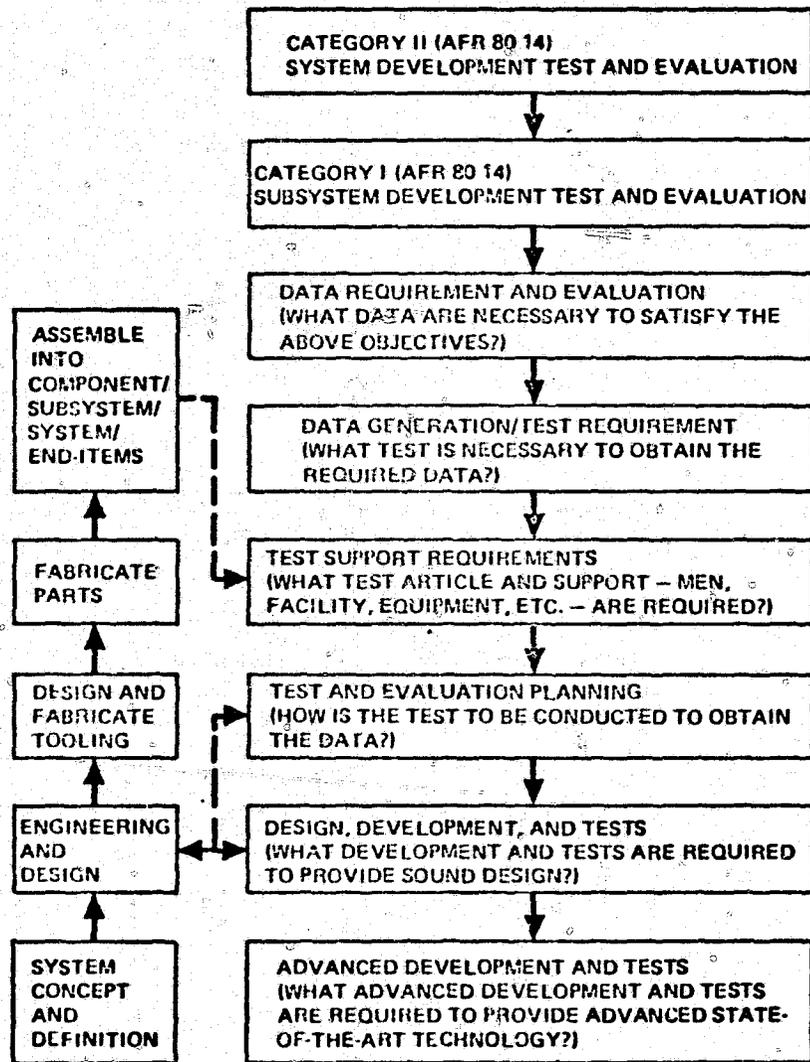 CATEGORY II (AFR 80 14)
SYSTEM DEVELOPMENT TEST AND EVALUATION
CATEGORY I (AFR 80 14)
SUBSYSTEM DEVELOPMENT TEST AND EVALUATION
DATA REQUIREMENT AND EVALUATION
(WHAT DATA ARE NECESSARY TO SATISFY THE
ABOVE OBJECTIVES?)
DATA GENERATION/TEST REQUIREMENT
(WHAT TEST IS NECESSARY TO OBTAIN THE
REQUIRED DATA?)
TEST SUPPORT REQUIREMENTS
(WHAT TEST ARTICLE AND SUPPORT – MEN,
FACILITY, EQUIPMENT, ETC. – ARE REQUIRED?)
TEST AND EVALUATION PLANNING
(HOW IS THE TEST TO BE CONDUCTED TO OBTAIN
THE DATA?)
DESIGN, DEVELOPMENT, AND TESTS
(WHAT DEVELOPMENT AND TESTS ARE REQUIRED
TO PROVIDE SOUND DESIGN?)
ADVANCED DEVELOPMENT AND TESTS
(WHAT ADVANCED DEVELOPMENT AND TESTS
ARE REQUIRED TO PROVIDE ADVANCED STATE-
OF-THE-ART TECHNOLOGY?)
ASSEMBLE
INTO
COMPONENT/
SUBSYSTEM/
SYSTEM/
END-ITEMS
FABRICATE
PARTS
DESIGN AND
FABRICATE
TOOLING
ENGINEERING
AND
DESIGN
SYSTEM
CONCEPT
AND
DEFINITION